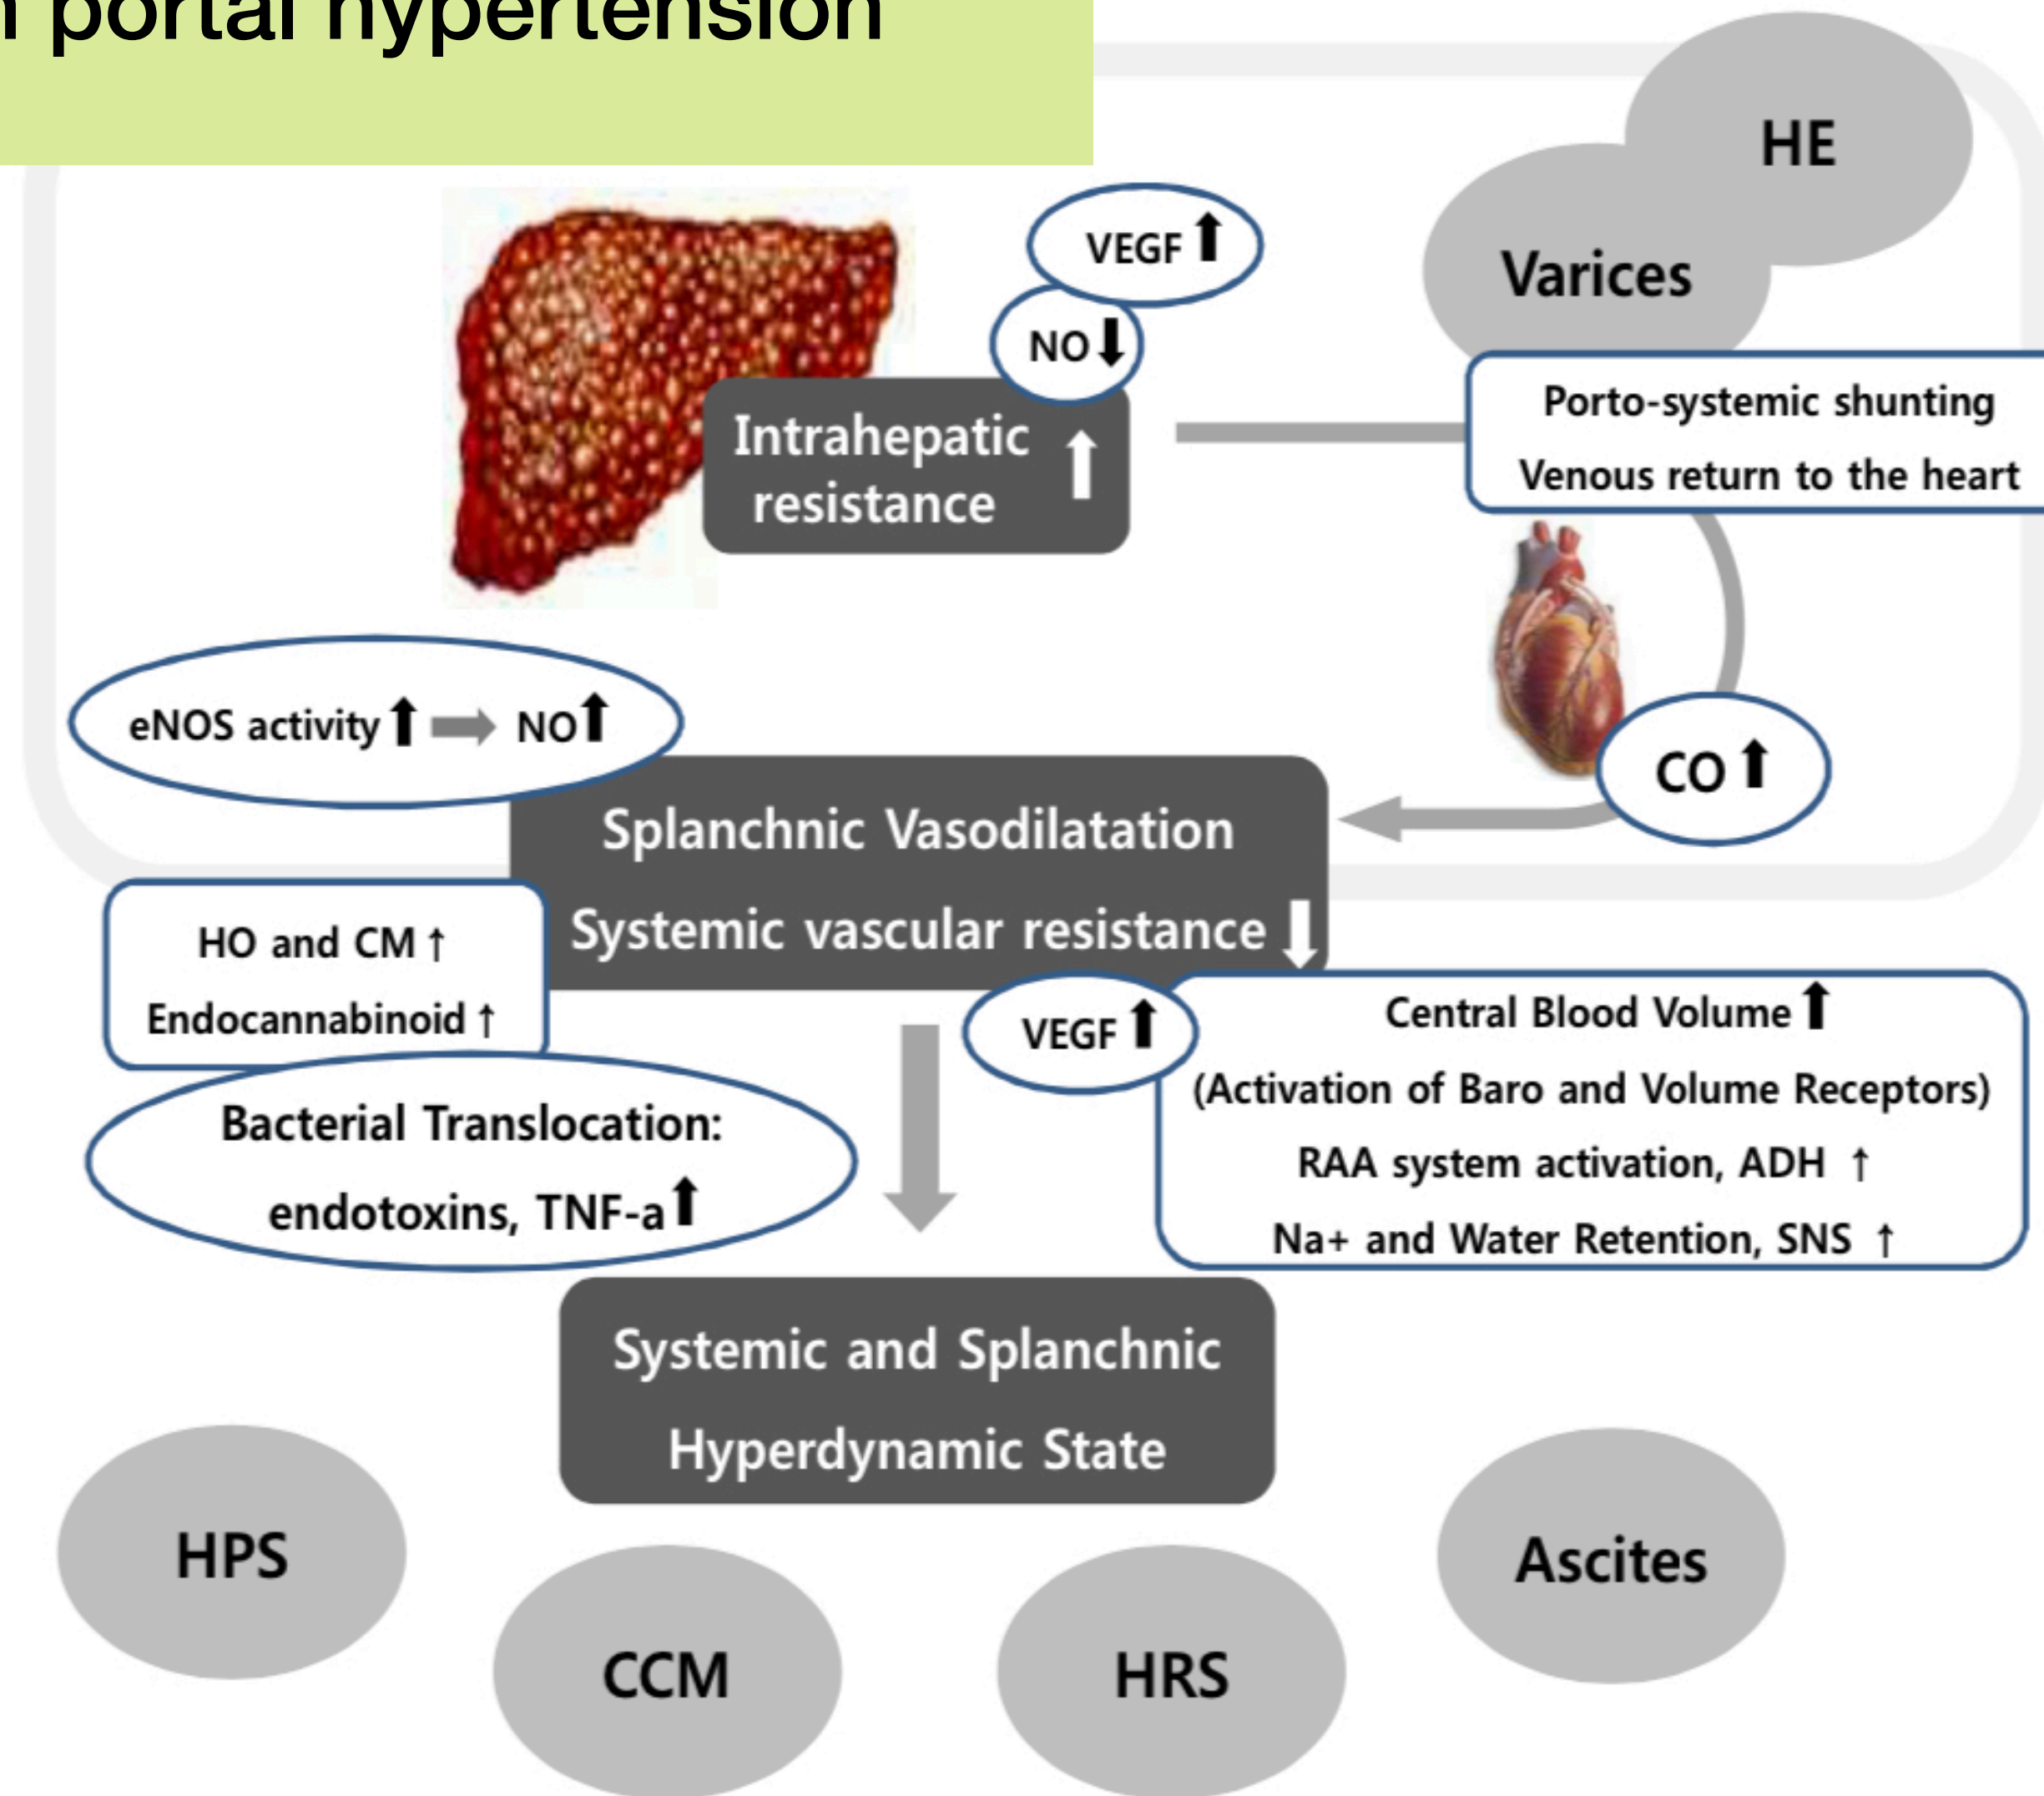 portal hypertension
HE
Varices
VEGF ⬆
NO ⬇
Intrahepatic ⬆
resistance
Porto-systemic shunting
Venous return to the heart
eNOS activity ⬆ ➡ NO ⬆
CO ⬆
Splanchnic Vasodilatation
Systemic vascular resistance ⬇
HO and CM ↑
Endocannabinoid ↑
VEGF ⬆
Central Blood Volume ⬆
(Activation of Baro and Volume Receptors)
RAA system activation, ADH ↑
Na+ and Water Retention, SNS ↑
Bacterial Translocation:
endotoxins, TNF-a ⬆
Systemic and Splanchnic
Hyperdynamic State
HPS
CCM
HRS
Ascites